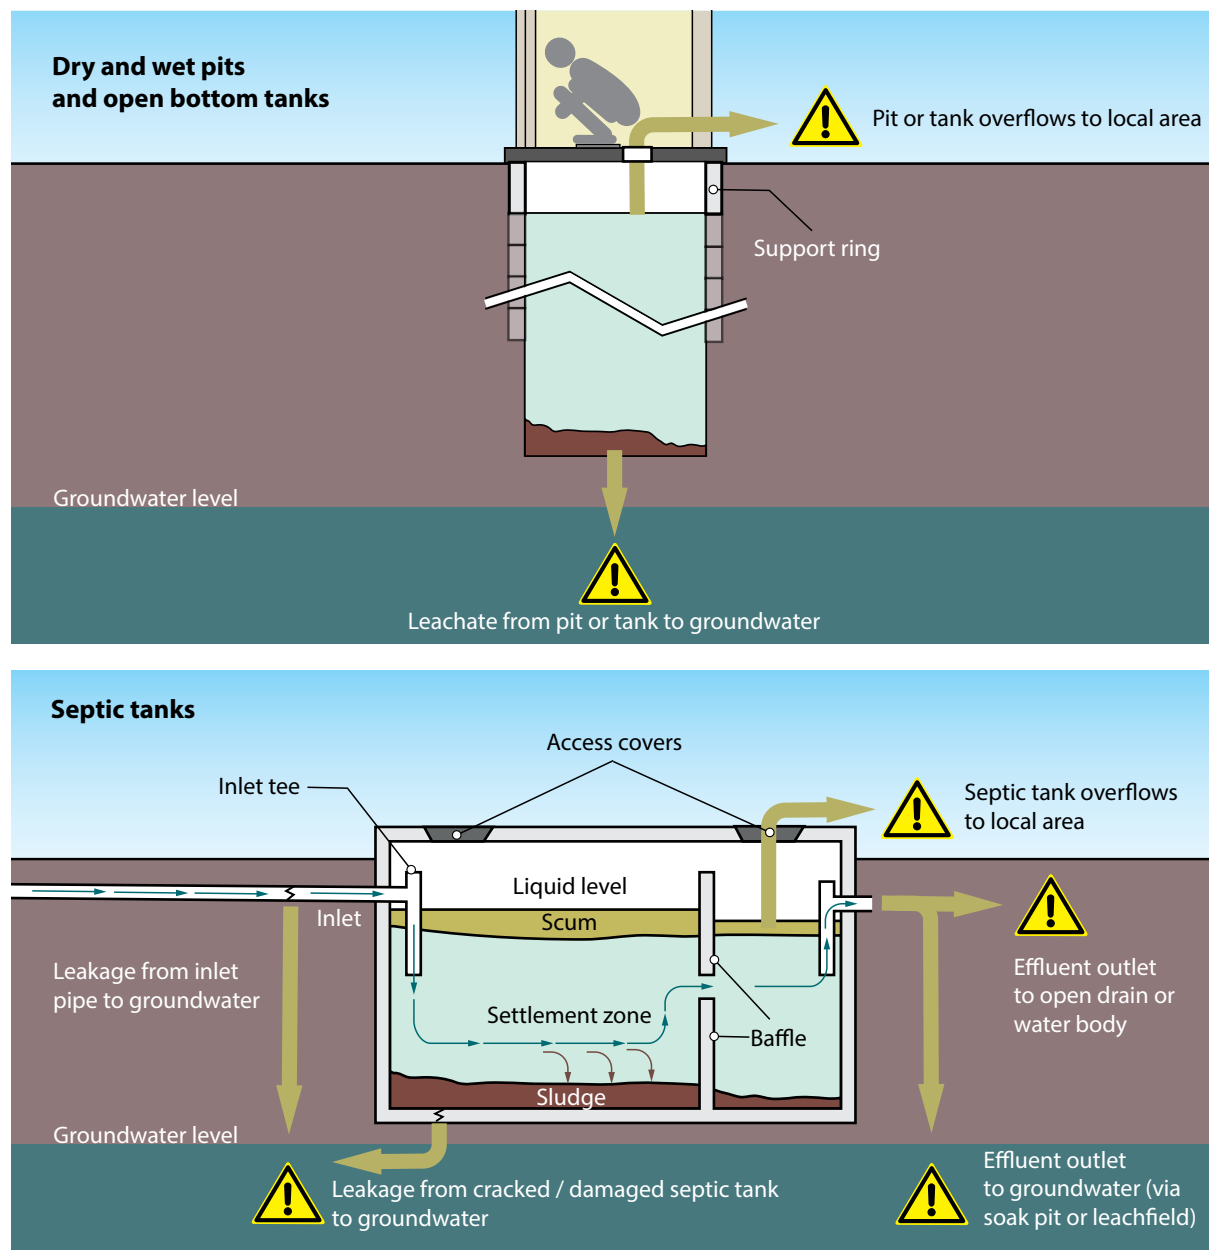 Dry and wet pits
and open bottom tanks
Pit or tank overflows to local area
Support ring
Groundwater level
Leachate from pit or tank to groundwater
Septic tanks
Access covers
Inlet tee
Septic tank overflows
to local area
Liquid level
Inlet
Scum
Leakage from inlet
pipe to groundwater
Effluent outlet
to open drain or
water body
Settlement zone
Baffle
Sludge
Groundwater level
Leakage from cracked / damaged septic tank
to groundwater
Effluent outlet
to groundwater (via
soak pit or leachfield)